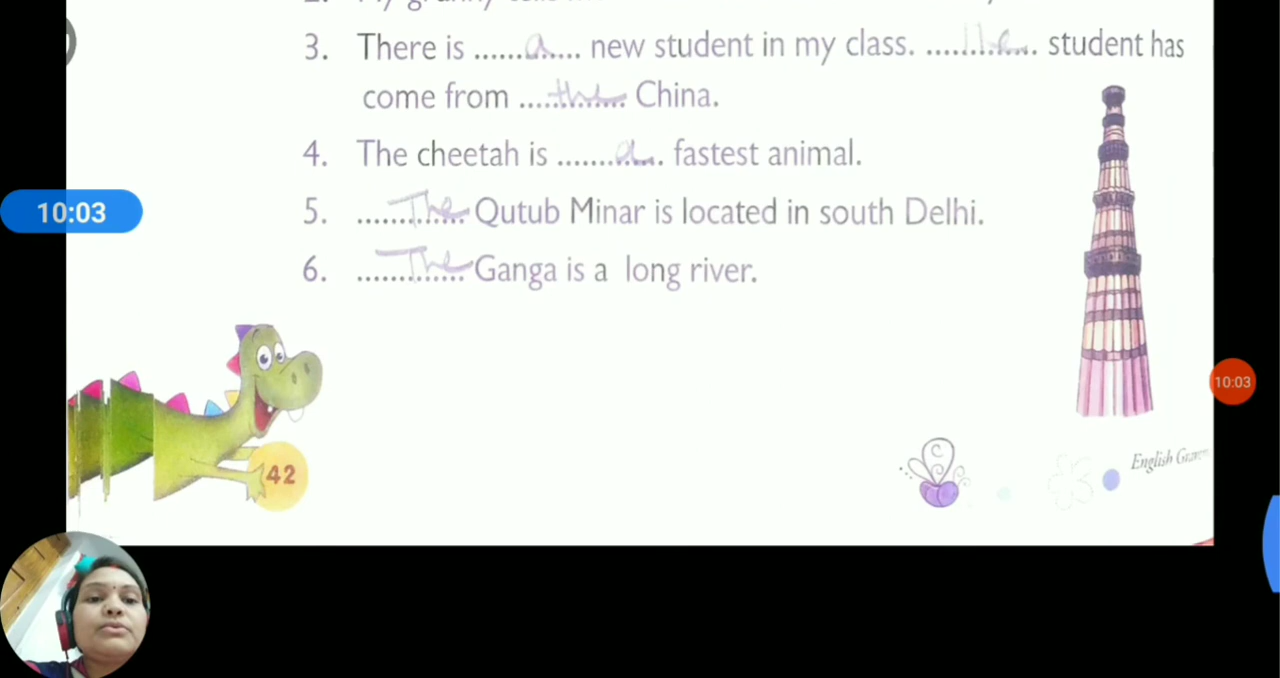 3. There is ......a...... new student in my class. ......The...... student has
come from ......the...... China.
4. The cheetah is ......a...... fastest animal.
5. ......The...... Qutub Minar is located in south Delhi.
6. ......The...... Ganga is a long river.
10:03
10:03
42
English